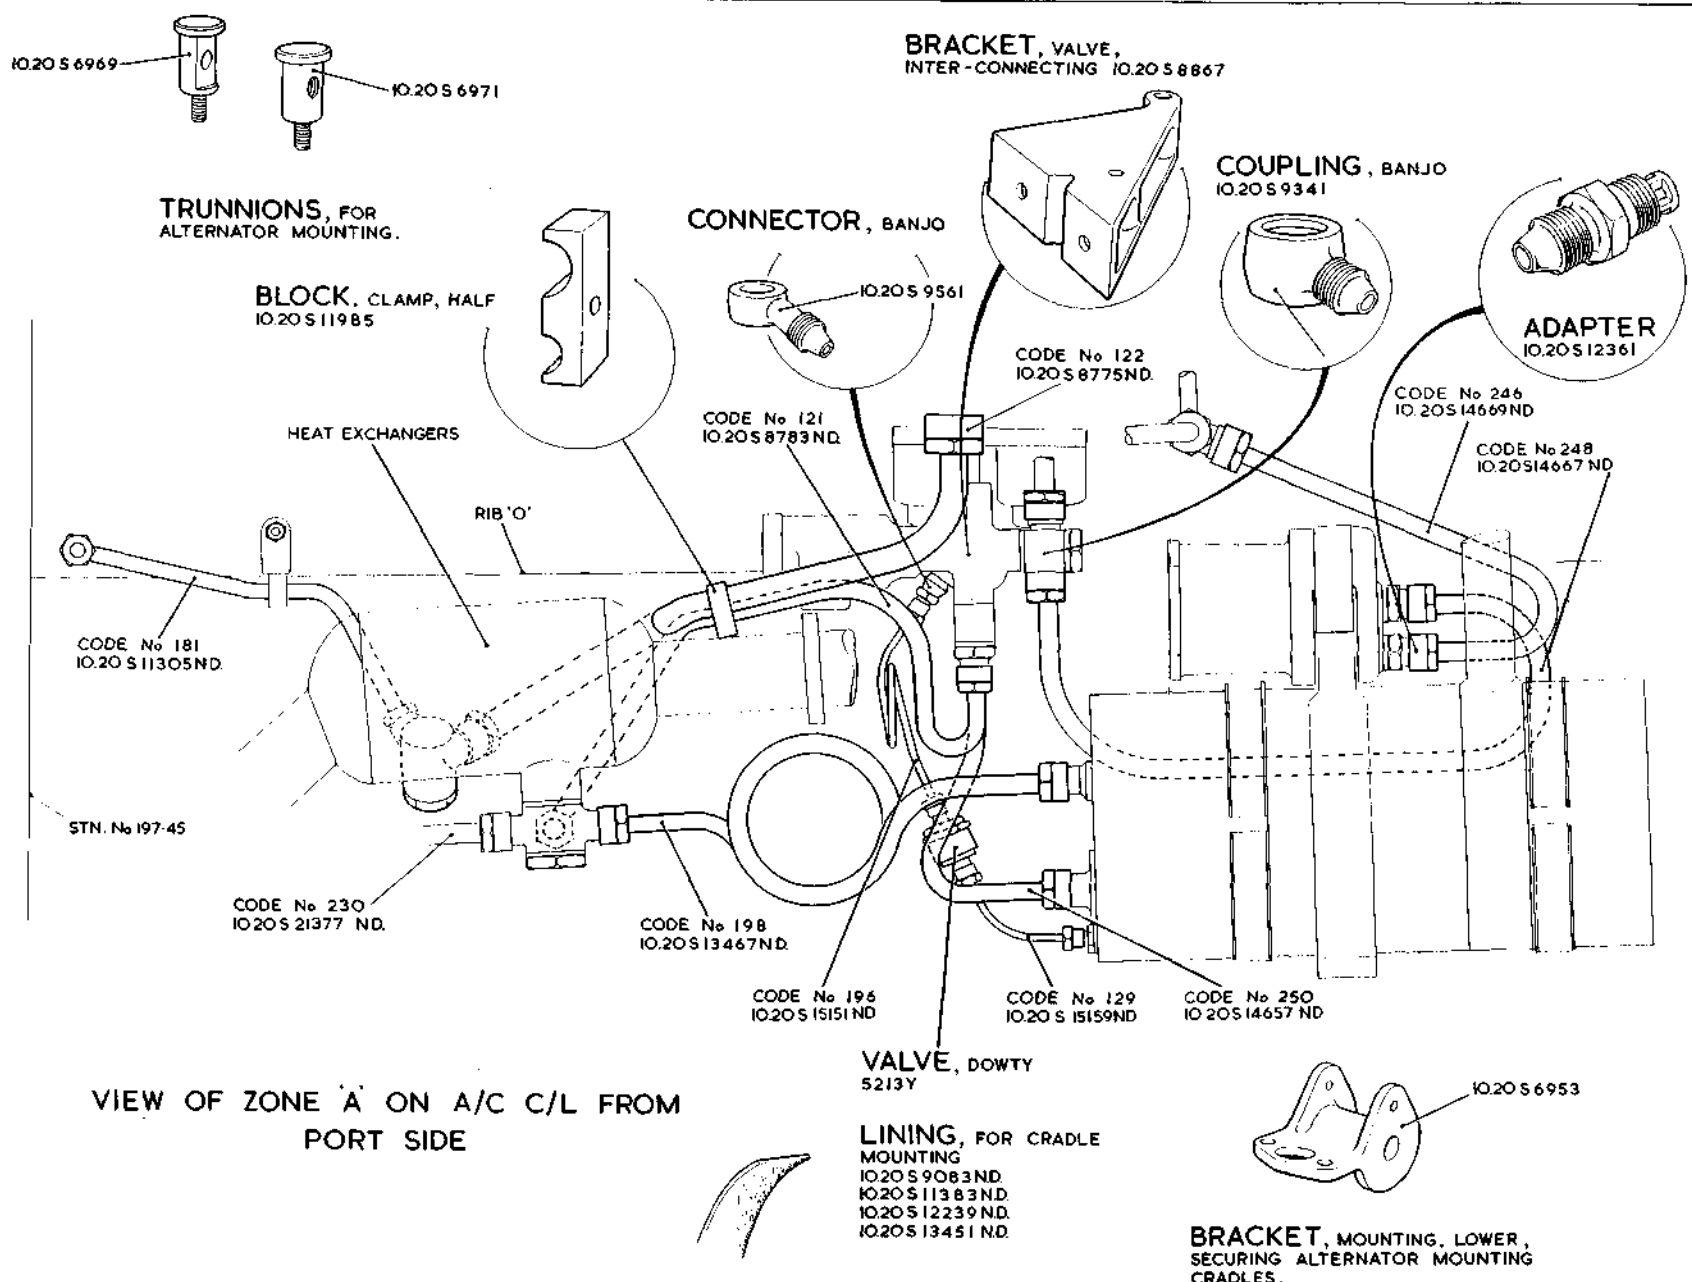 10.20 S 6969
10.20 S 6971
TRUNNIONS, FOR
ALTERNATOR MOUNTING.
BRACKET, VALVE,
INTER-CONNECTING 10.20 S 8867
CONNECTOR, BANJO
10.20 S 9561
COUPLING, BANJO
10.20 S 9341
ADAPTER
10.20 S 12361
BLOCK, CLAMP, HALF
10.20 S 11985
CODE No 122
10.20 S 8775 ND.
CODE No 121
10.20 S 8783 ND.
CODE No 246
10.20 S 14669 ND
CODE No 248
10.20 S 14667 ND
HEAT EXCHANGERS
RIB 'O'
CODE No 181
10.20 S 11305 ND.
STN. No 197·45
CODE No 230
10.20 S 21377 ND.
CODE No 198
10.20 S 13467 ND.
CODE No 196
10.20 S 15151 ND
CODE No 129
10.20 S 15159 ND
CODE No 250
10.20 S 14657 ND
VALVE, DOWTY
5213Y
VIEW OF ZONE 'A' ON A/C C/L FROM
PORT SIDE
LINING, FOR CRADLE
MOUNTING
10.20 S 9083 N.D.
10.20 S 11383 N.D.
10.20 S 12239 N.D.
10.20 S 13451 N.D.
10.20 S 6953
BRACKET, MOUNTING, LOWER,
SECURING ALTERNATOR MOUNTING
CRADLES.